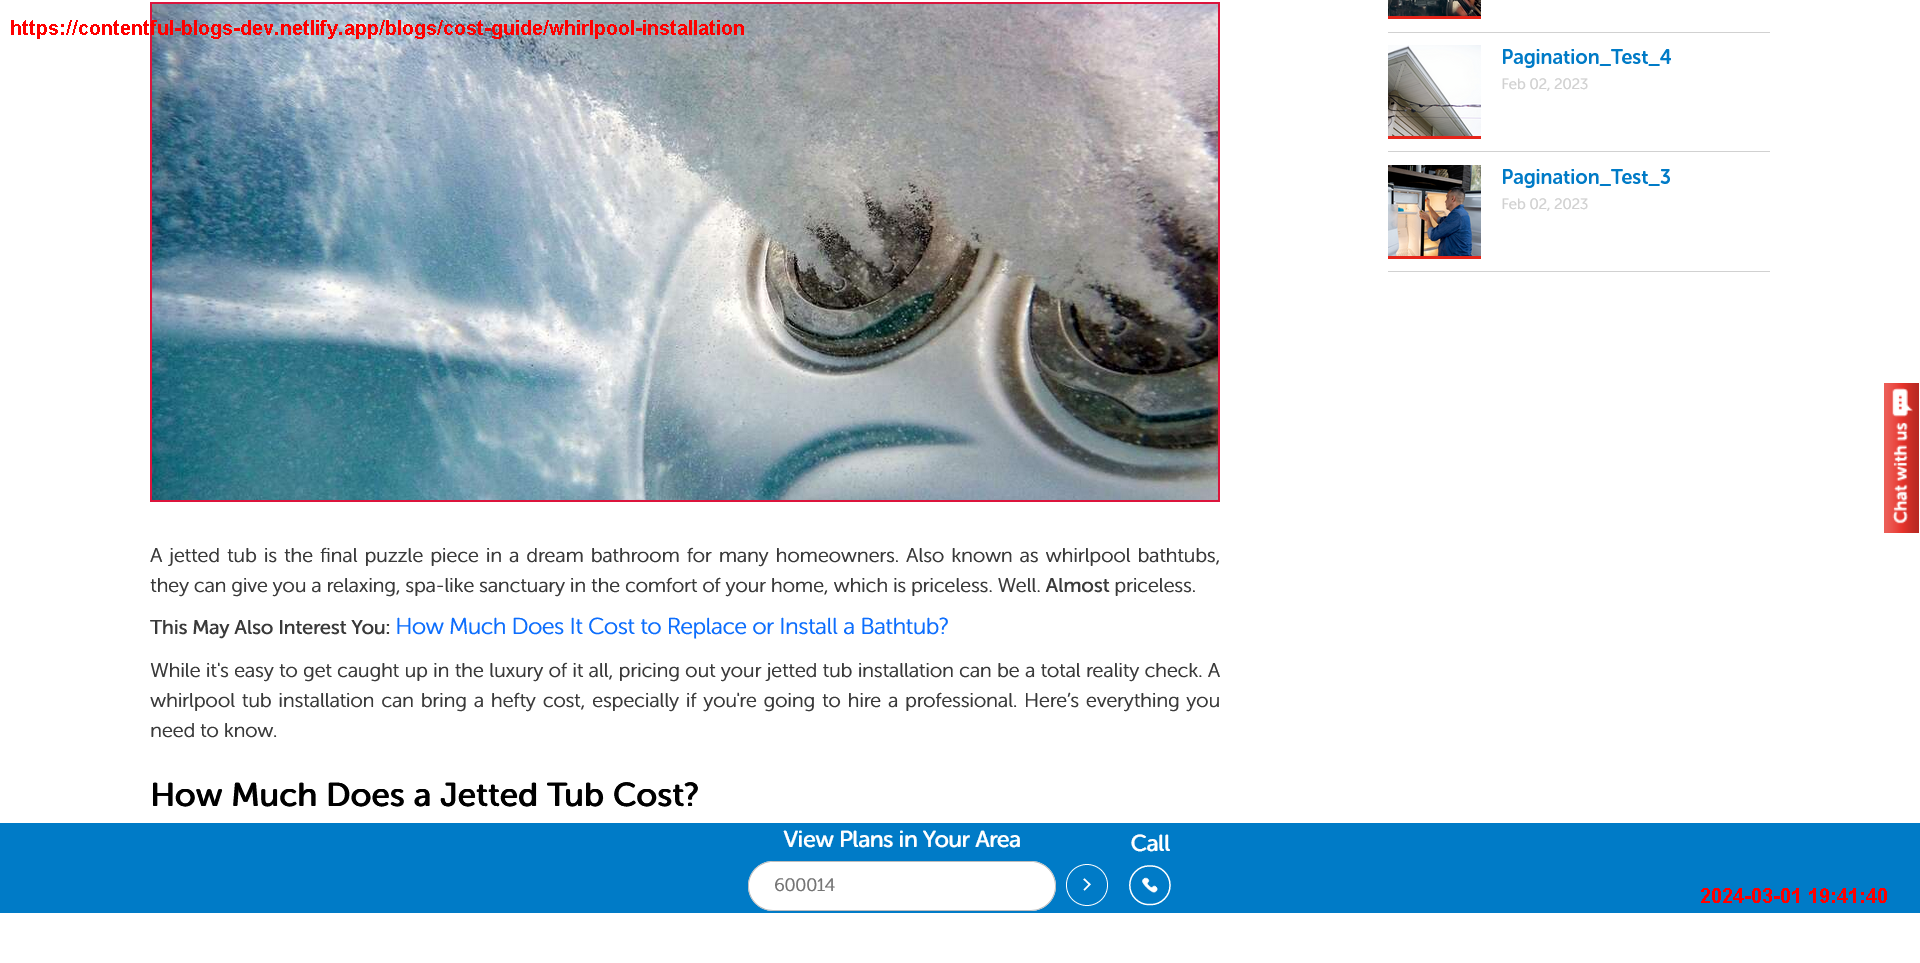 https://contentful-blogs-dev.netlify.app/blogs/cost-guide/whirlpool-installation
Pagination_Test_4
Feb 02, 2023
Pagination_Test_3
Feb 02, 2023
Chat with us
A jetted tub is the final puzzle piece in a dream bathroom for many homeowners. Also known as whirlpool bathtubs,
they can give you a relaxing, spa-like sanctuary in the comfort of your home, which is priceless. Well. Almost priceless.
This May Also Interest You: How Much Does It Cost to Replace or Install a Bathtub?
While it's easy to get caught up in the luxury of it all, pricing out your jetted tub installation can be a total reality check. A
whirlpool tub installation can bring a hefty cost, especially if you're going to hire a professional. Here’s everything you
need to know.
How Much Does a Jetted Tub Cost?
View Plans in Your Area
Call
600014
2024-03-01 19:41:40